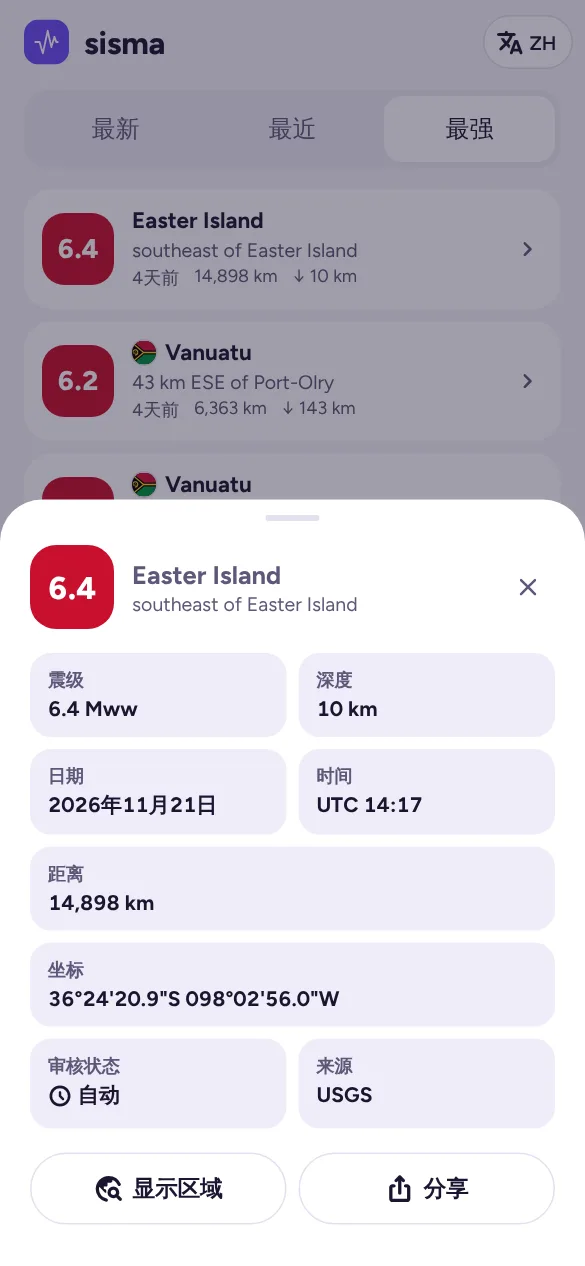 sisma
ZH
最新
最近
最强
6.4
Easter Island
southeast of Easter Island
4天前 14,898 km ↓ 10 km
6.2
Vanuatu
43 km ESE of Port-Olry
4天前 6,363 km ↓ 143 km
Vanuatu
6.4
Easter Island
southeast of Easter Island
震级
6.4 Mww
深度
10 km
日期
2026年11月21日
时间
UTC 14:17
距离
14,898 km
坐标
36°24'20.9"S 098°02'56.0"W
审核状态
自动
来源
USGS
显示区域
分享